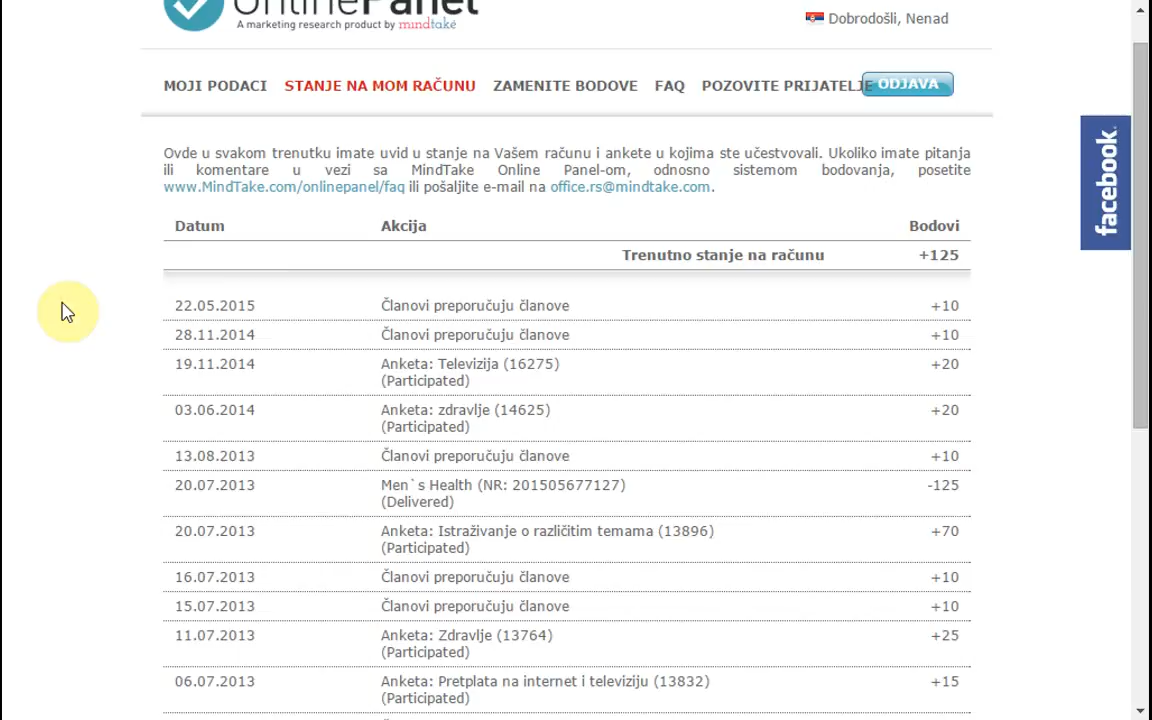 OnlinePanel
A marketing research product by mindtake
Dobrodošli, Nenad
MOJI PODACI STANJE NA MOM RAČUNU ZAMENITE BODOVE FAQ POZOVITE PRIJATELJE ODJAVA
facebook
Ovde u svakom trenutku imate uvid u stanje na Vašem računu i ankete u kojima ste učestvovali. Ukoliko imate pitanja
ili komentare u vezi sa MindTake Online Panel-om, odnosno sistemom bodovanja, posetite
www.MindTake.com/onlinepanel/faq ili pošaljite e-mail na office.rs@mindtake.com.
Datum Akcija Bodovi
Trenutno stanje na računu +125
22.05.2015 Članovi preporučuju članove +10
28.11.2014 Članovi preporučuju članove +10
19.11.2014 Anketa: Televizija (16275) +20
(Participated)
03.06.2014 Anketa: zdravlje (14625) +20
(Participated)
13.08.2013 Članovi preporučuju članove +10
20.07.2013 Men`s Health (NR: 201505677127) -125
(Delivered)
20.07.2013 Anketa: Istraživanje o različitim temama (13896) +70
(Participated)
16.07.2013 Članovi preporučuju članove +10
15.07.2013 Članovi preporučuju članove +10
11.07.2013 Anketa: Zdravlje (13764) +25
(Participated)
06.07.2013 Anketa: Pretplata na internet i televiziju (13832) +15
(Participated)